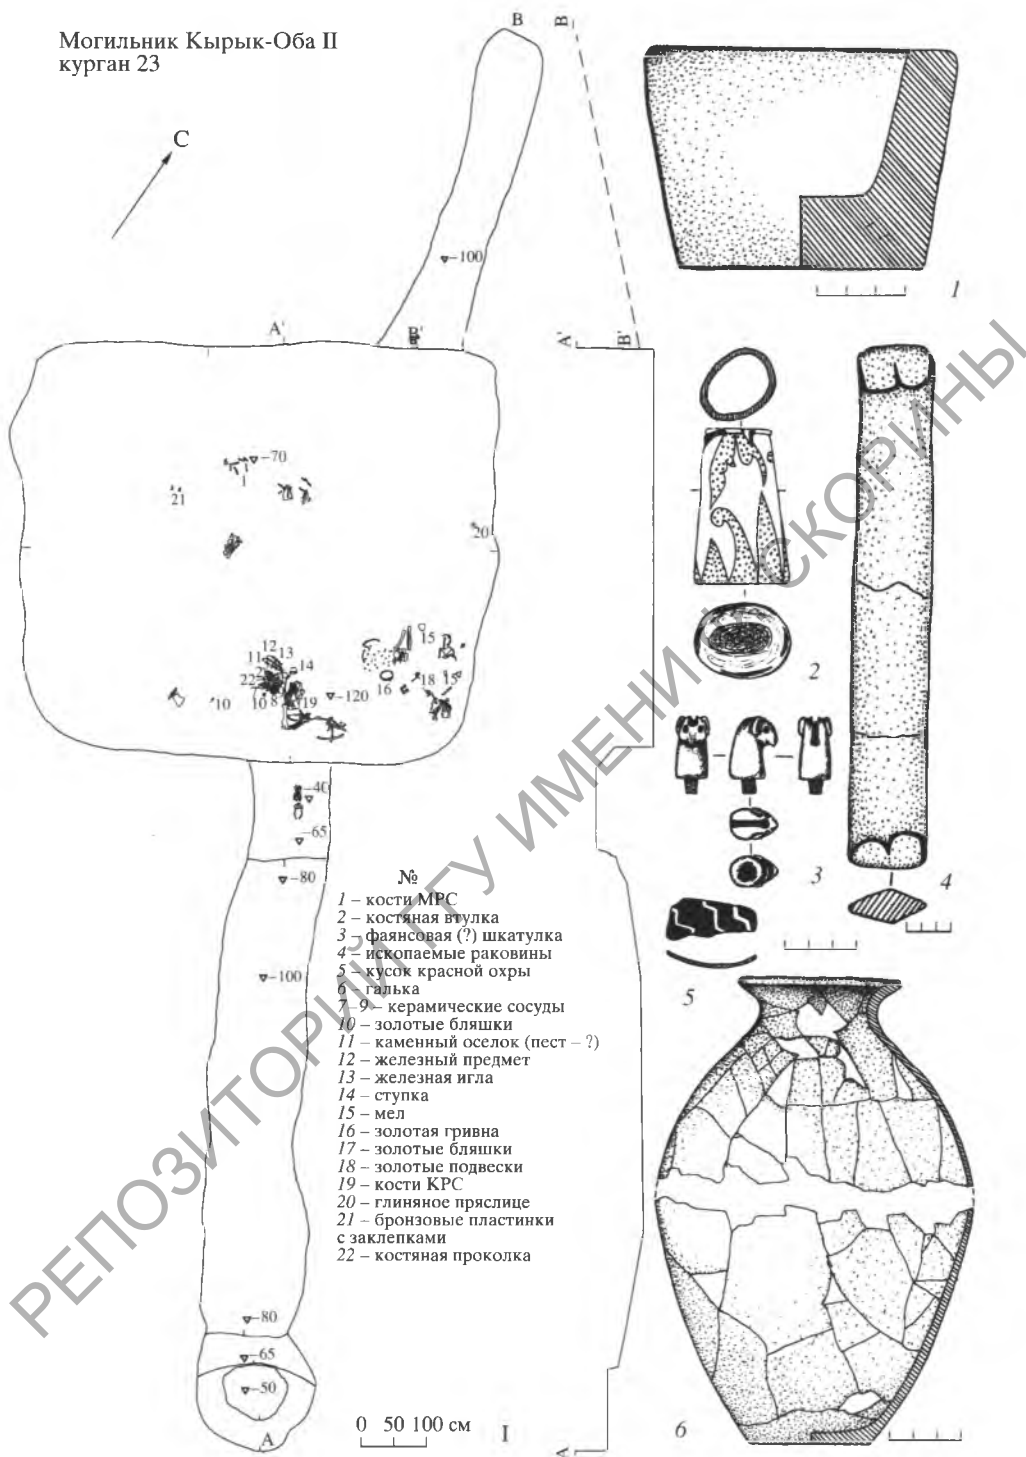 Могильник Кырык-Оба II
курган 23
С
В
В
-100
А'
В'
А'
В'
1
-70
1
21
20
12
11
13
14
22
10
10
8
19
-120
16
15
18
15
2
-40
-65
-80
3
4
№
1 – кости МРС
2 – костяная втулка
3 – фаянсовая (?) шкатулка
4 – ископаемые раковины
5 – кусок красной охры
6 – галька
7–9 – керамические сосуды
10 – золотые бляшки
11 – каменный оселок (пест – ?)
12 – железный предмет
13 – железная игла
14 – ступка
15 – мел
16 – золотая гривна
17 – золотые бляшки
18 – золотые подвески
19 – кости КРС
20 – глиняное пряслице
21 – бронзовые пластинки
с заклепками
22 – костяная проколка
-100
5
-80
-65
-50
А
0 50 100 см
I
А
6
РЕПОЗИТОРИЙ ГГУ ИМЕНИ СКОРИНЫ